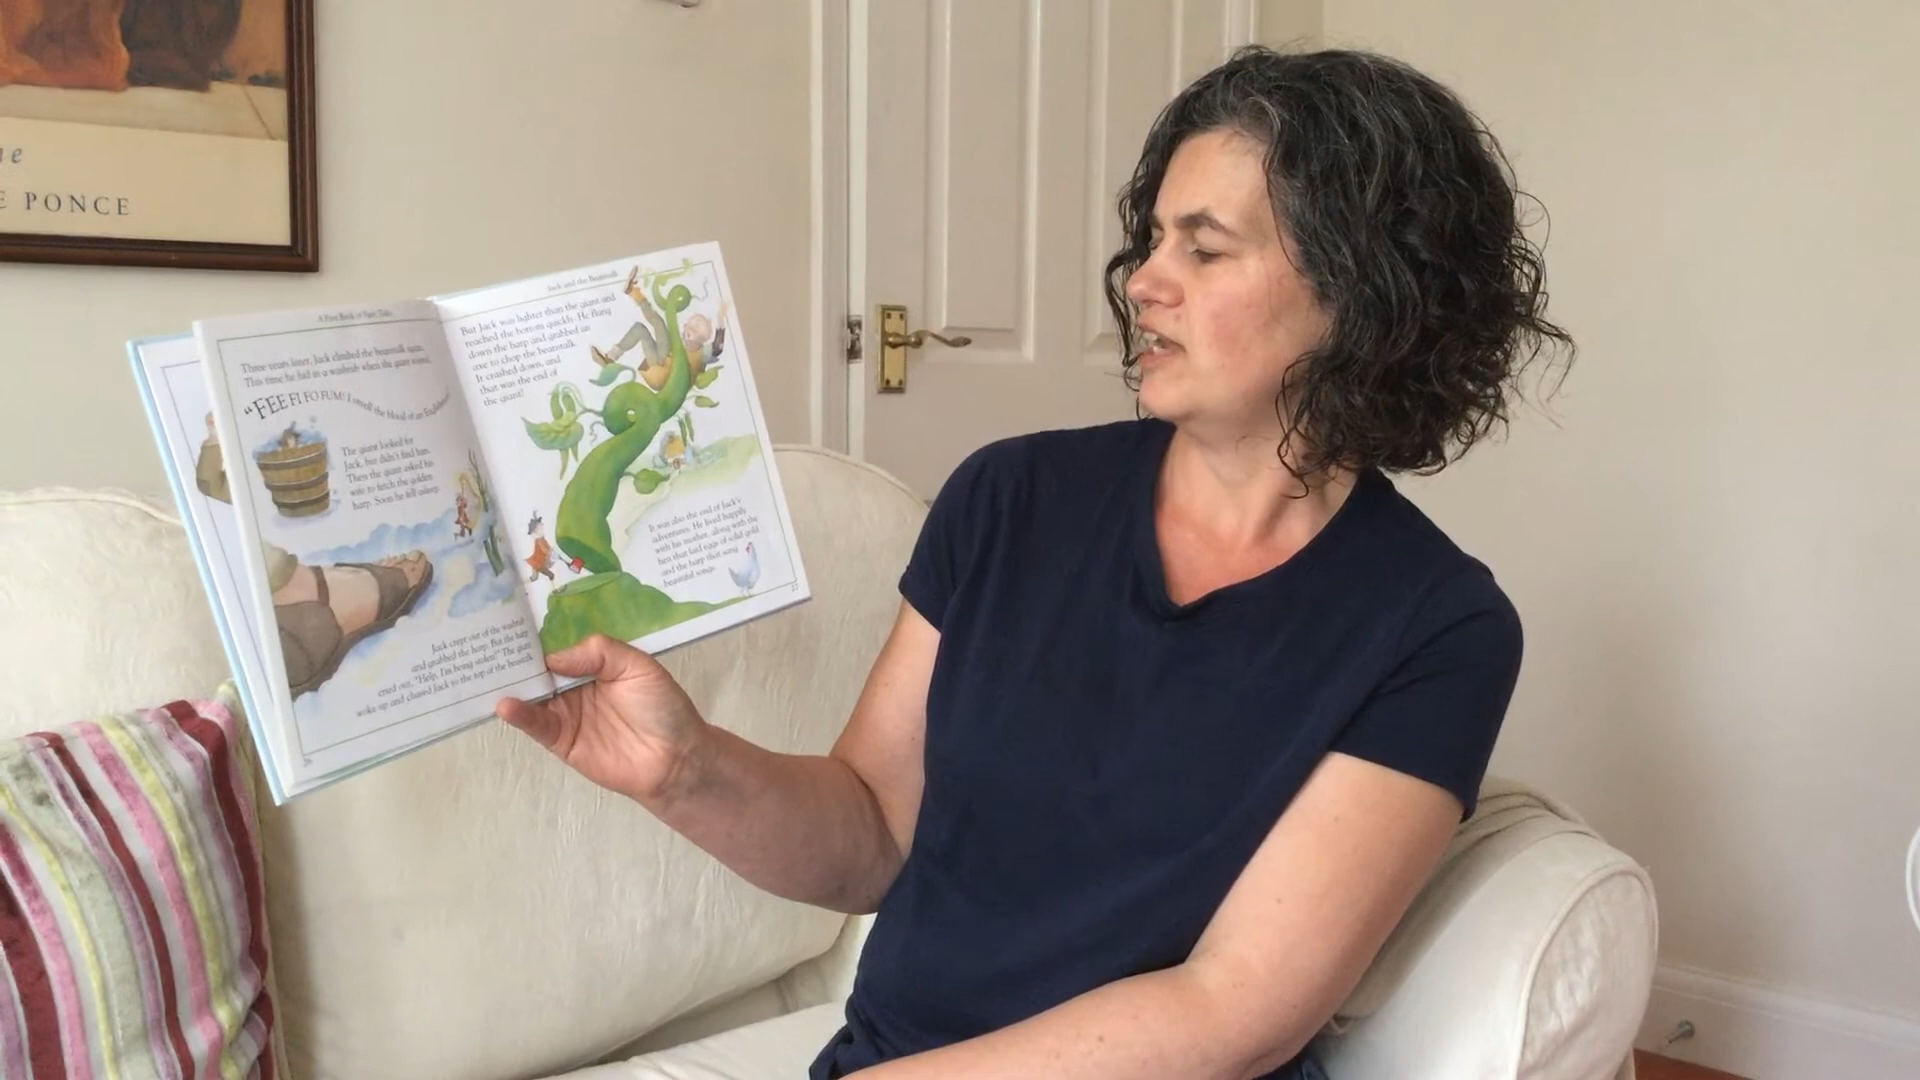 ne
E PONCE
A First Book of Fairy Tales
Three years later, Jack climbed the beanstalk again.
This time he hid in a washtub when the giant roared,
"FEE FI FO FUM! I smell the blood of an Englishman!"
The giant looked for
Jack, but didn't find him.
Then the giant asked his
wife to fetch the golden
harp. Soon he fell asleep.
Jack crept out of the washtub
and grabbed the harp. But the harp
cried out, "Help, I'm being stolen!" The giant
woke up and chased Jack to the top of the beanstalk.
26
Jack and the Beanstalk
But Jack was lighter than the giant and
reached the bottom quickly. He flung
down the harp and grabbed an
axe to chop the beanstalk.
It crashed down, and
that was the end of
the giant!
It was also the end of Jack's
adventures. He lived happily
with his mother, along with the
hen that laid eggs of solid gold
and the harp that sang
beautiful songs.
27